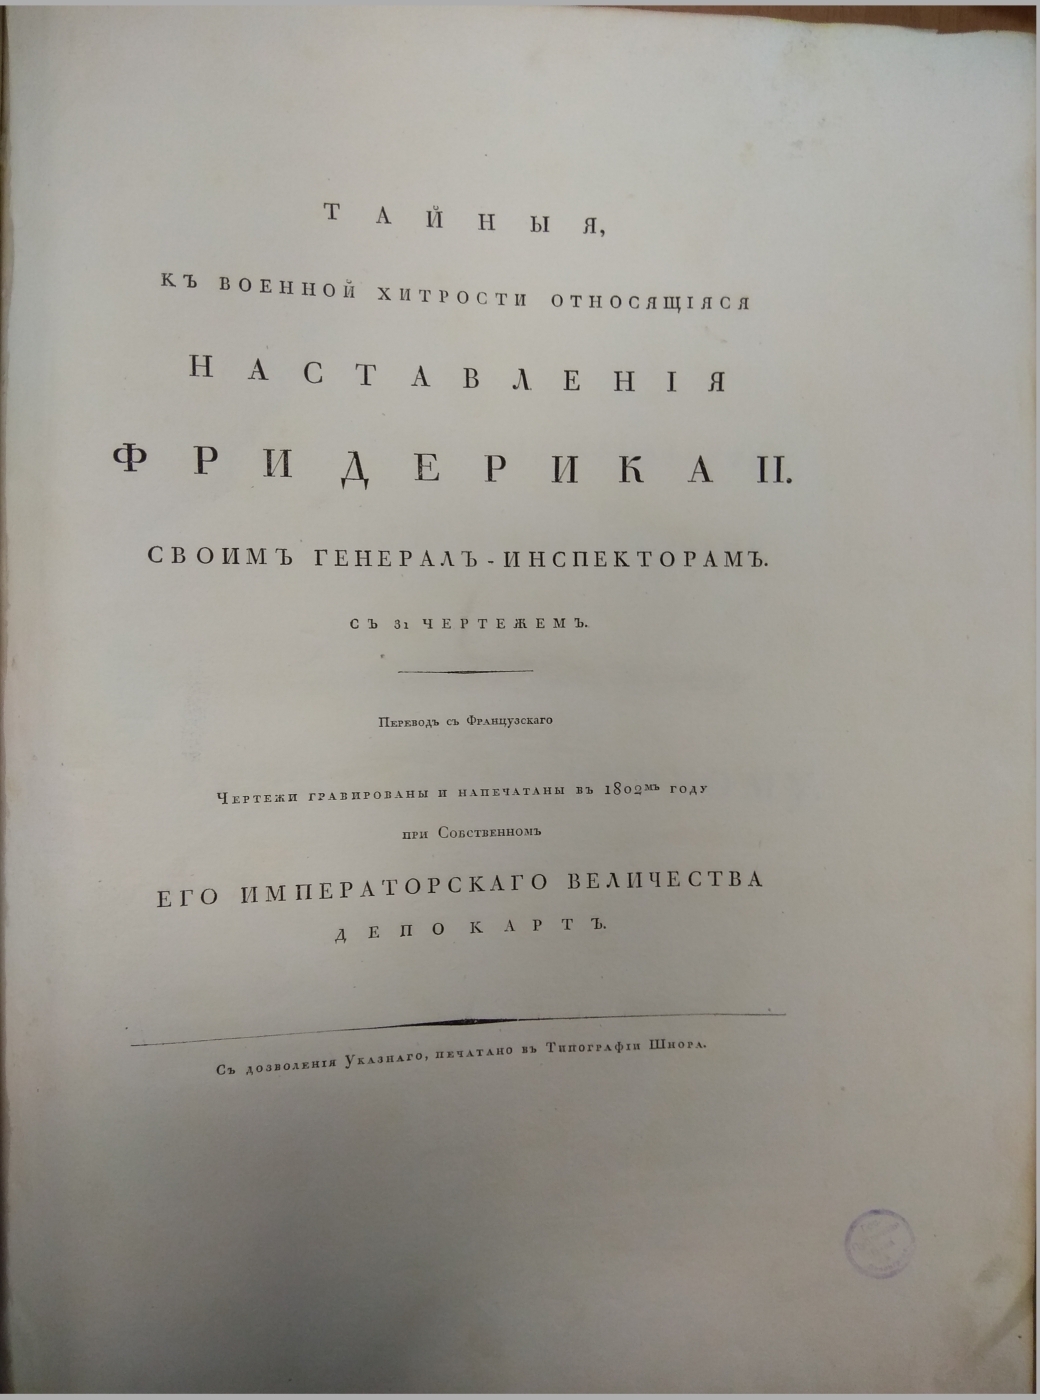 ТАЙНЫЯ,
КЪ ВОЕННОЙ ХИТРОСТИ ОТНОСЯЩІЯСЯ
НАСТАВЛЕНІЯ
ФРИДЕРИКА II.
СВОИМЪ ГЕНЕРАЛЪ-ИНСПЕКТОРАМЪ.
СЪ 31 ЧЕРТЕЖЕМЪ.
Переводъ съ Французскаго
Чертежи гравированы и напечатаны въ 1802мъ году
при Собственномъ
ЕГО ИМПЕРАТОРСКАГО ВЕЛИЧЕСТВА
ДЕПО КАРТЪ.
Съ дозволенія Указнаго, печатано въ Типографіи Шнора.